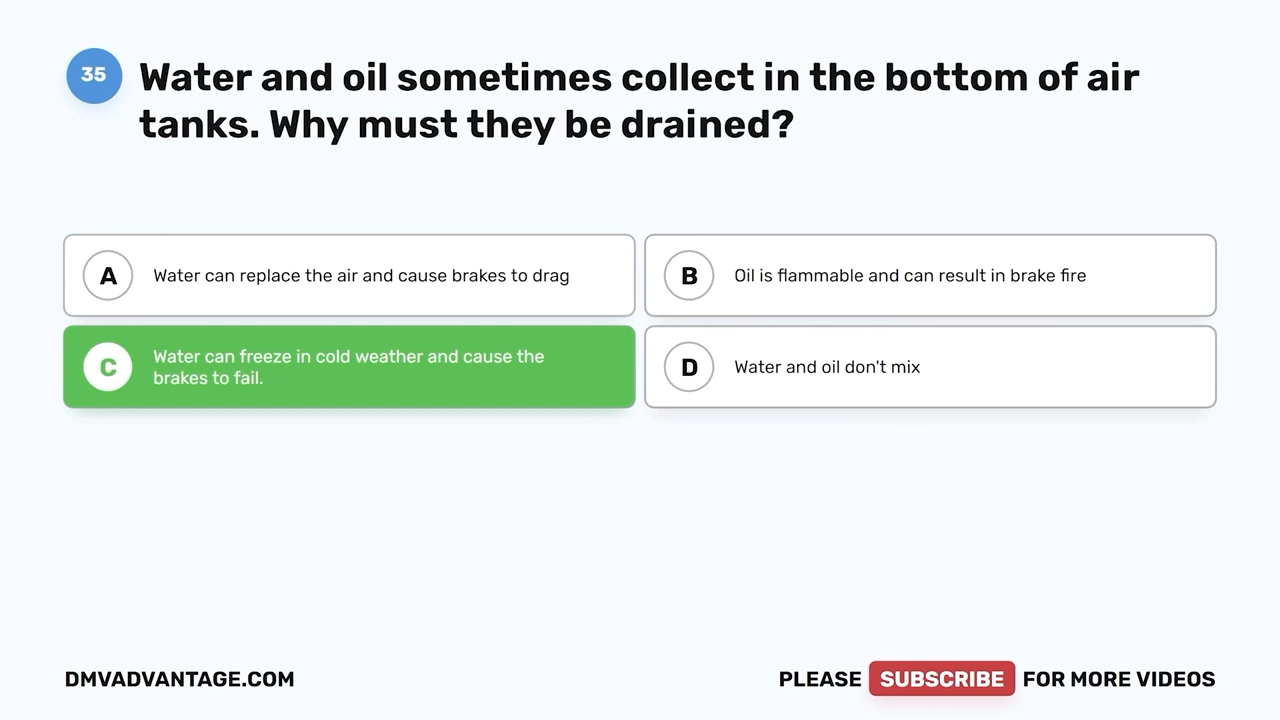 35
Water and oil sometimes collect in the bottom of air
tanks. Why must they be drained?
A
Water can replace the air and cause brakes to drag
B
Oil is flammable and can result in brake fire
C
Water can freeze in cold weather and cause the
brakes to fail.
D
Water and oil don't mix
DMVADVANTAGE.COM
PLEASE SUBSCRIBE FOR MORE VIDEOS